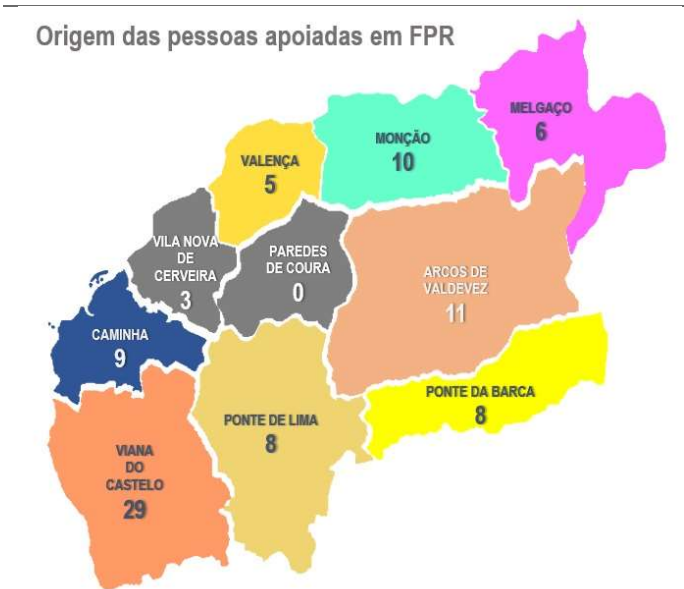 Origem das pessoas apoiadas em FPR
MELGAÇO
6
MONÇÃO
10
VALENÇA
5
VILA NOVA
DE
CERVEIRA
3
PAREDES
DE COURA
0
ARCOS DE
VALDEVEZ
11
CAMINHA
9
PONTE DA BARCA
8
PONTE DE LIMA
8
VIANA
DO
CASTELO
29